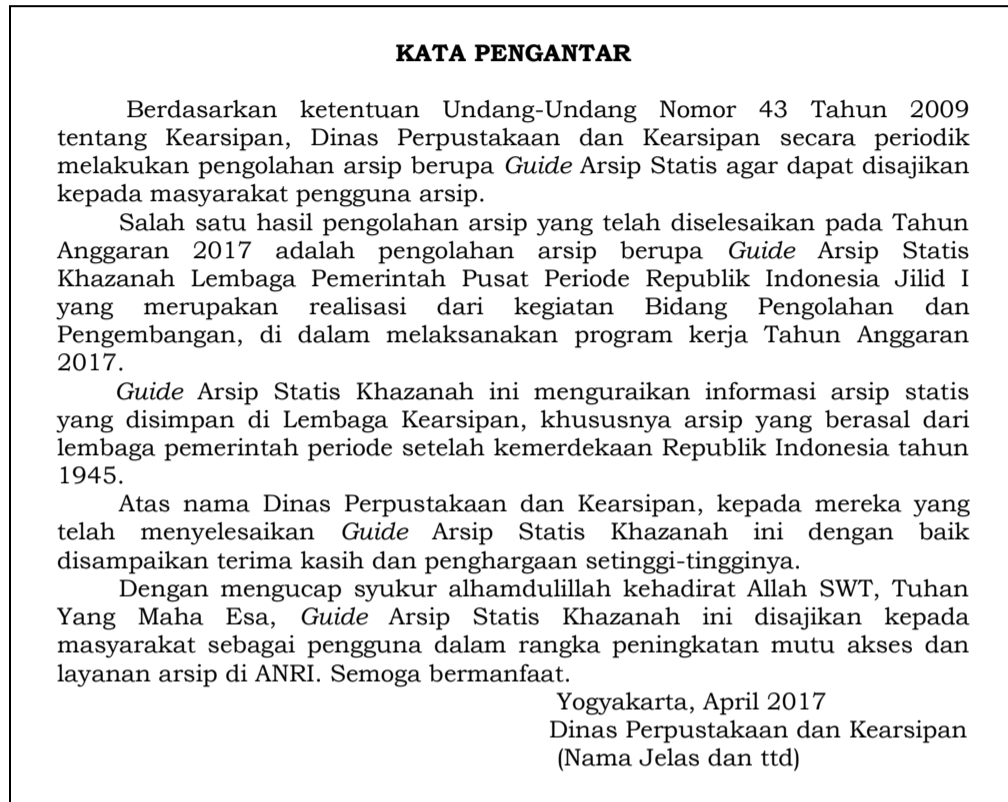 KATA PENGANTAR
Berdasarkan ketentuan Undang-Undang Nomor 43 Tahun 2009
tentang Kearsipan, Dinas Perpustakaan dan Kearsipan secara periodik
melakukan pengolahan arsip berupa Guide Arsip Statis agar dapat disajikan
kepada masyarakat pengguna arsip.
Salah satu hasil pengolahan arsip yang telah diselesaikan pada Tahun
Anggaran 2017 adalah pengolahan arsip berupa Guide Arsip Statis
Khazanah Lembaga Pemerintah Pusat Periode Republik Indonesia Jilid I
yang merupakan realisasi dari kegiatan Bidang Pengolahan dan
Pengembangan, di dalam melaksanakan program kerja Tahun Anggaran
2017.
Guide Arsip Statis Khazanah ini menguraikan informasi arsip statis
yang disimpan di Lembaga Kearsipan, khususnya arsip yang berasal dari
lembaga pemerintah periode setelah kemerdekaan Republik Indonesia tahun
1945.
Atas nama Dinas Perpustakaan dan Kearsipan, kepada mereka yang
telah menyelesaikan Guide Arsip Statis Khazanah ini dengan baik
disampaikan terima kasih dan penghargaan setinggi-tingginya.
Dengan mengucap syukur alhamdulillah kehadirat Allah SWT, Tuhan
Yang Maha Esa, Guide Arsip Statis Khazanah ini disajikan kepada
masyarakat sebagai pengguna dalam rangka peningkatan mutu akses dan
layanan arsip di ANRI. Semoga bermanfaat.
Yogyakarta, April 2017
Dinas Perpustakaan dan Kearsipan
(Nama Jelas dan ttd)